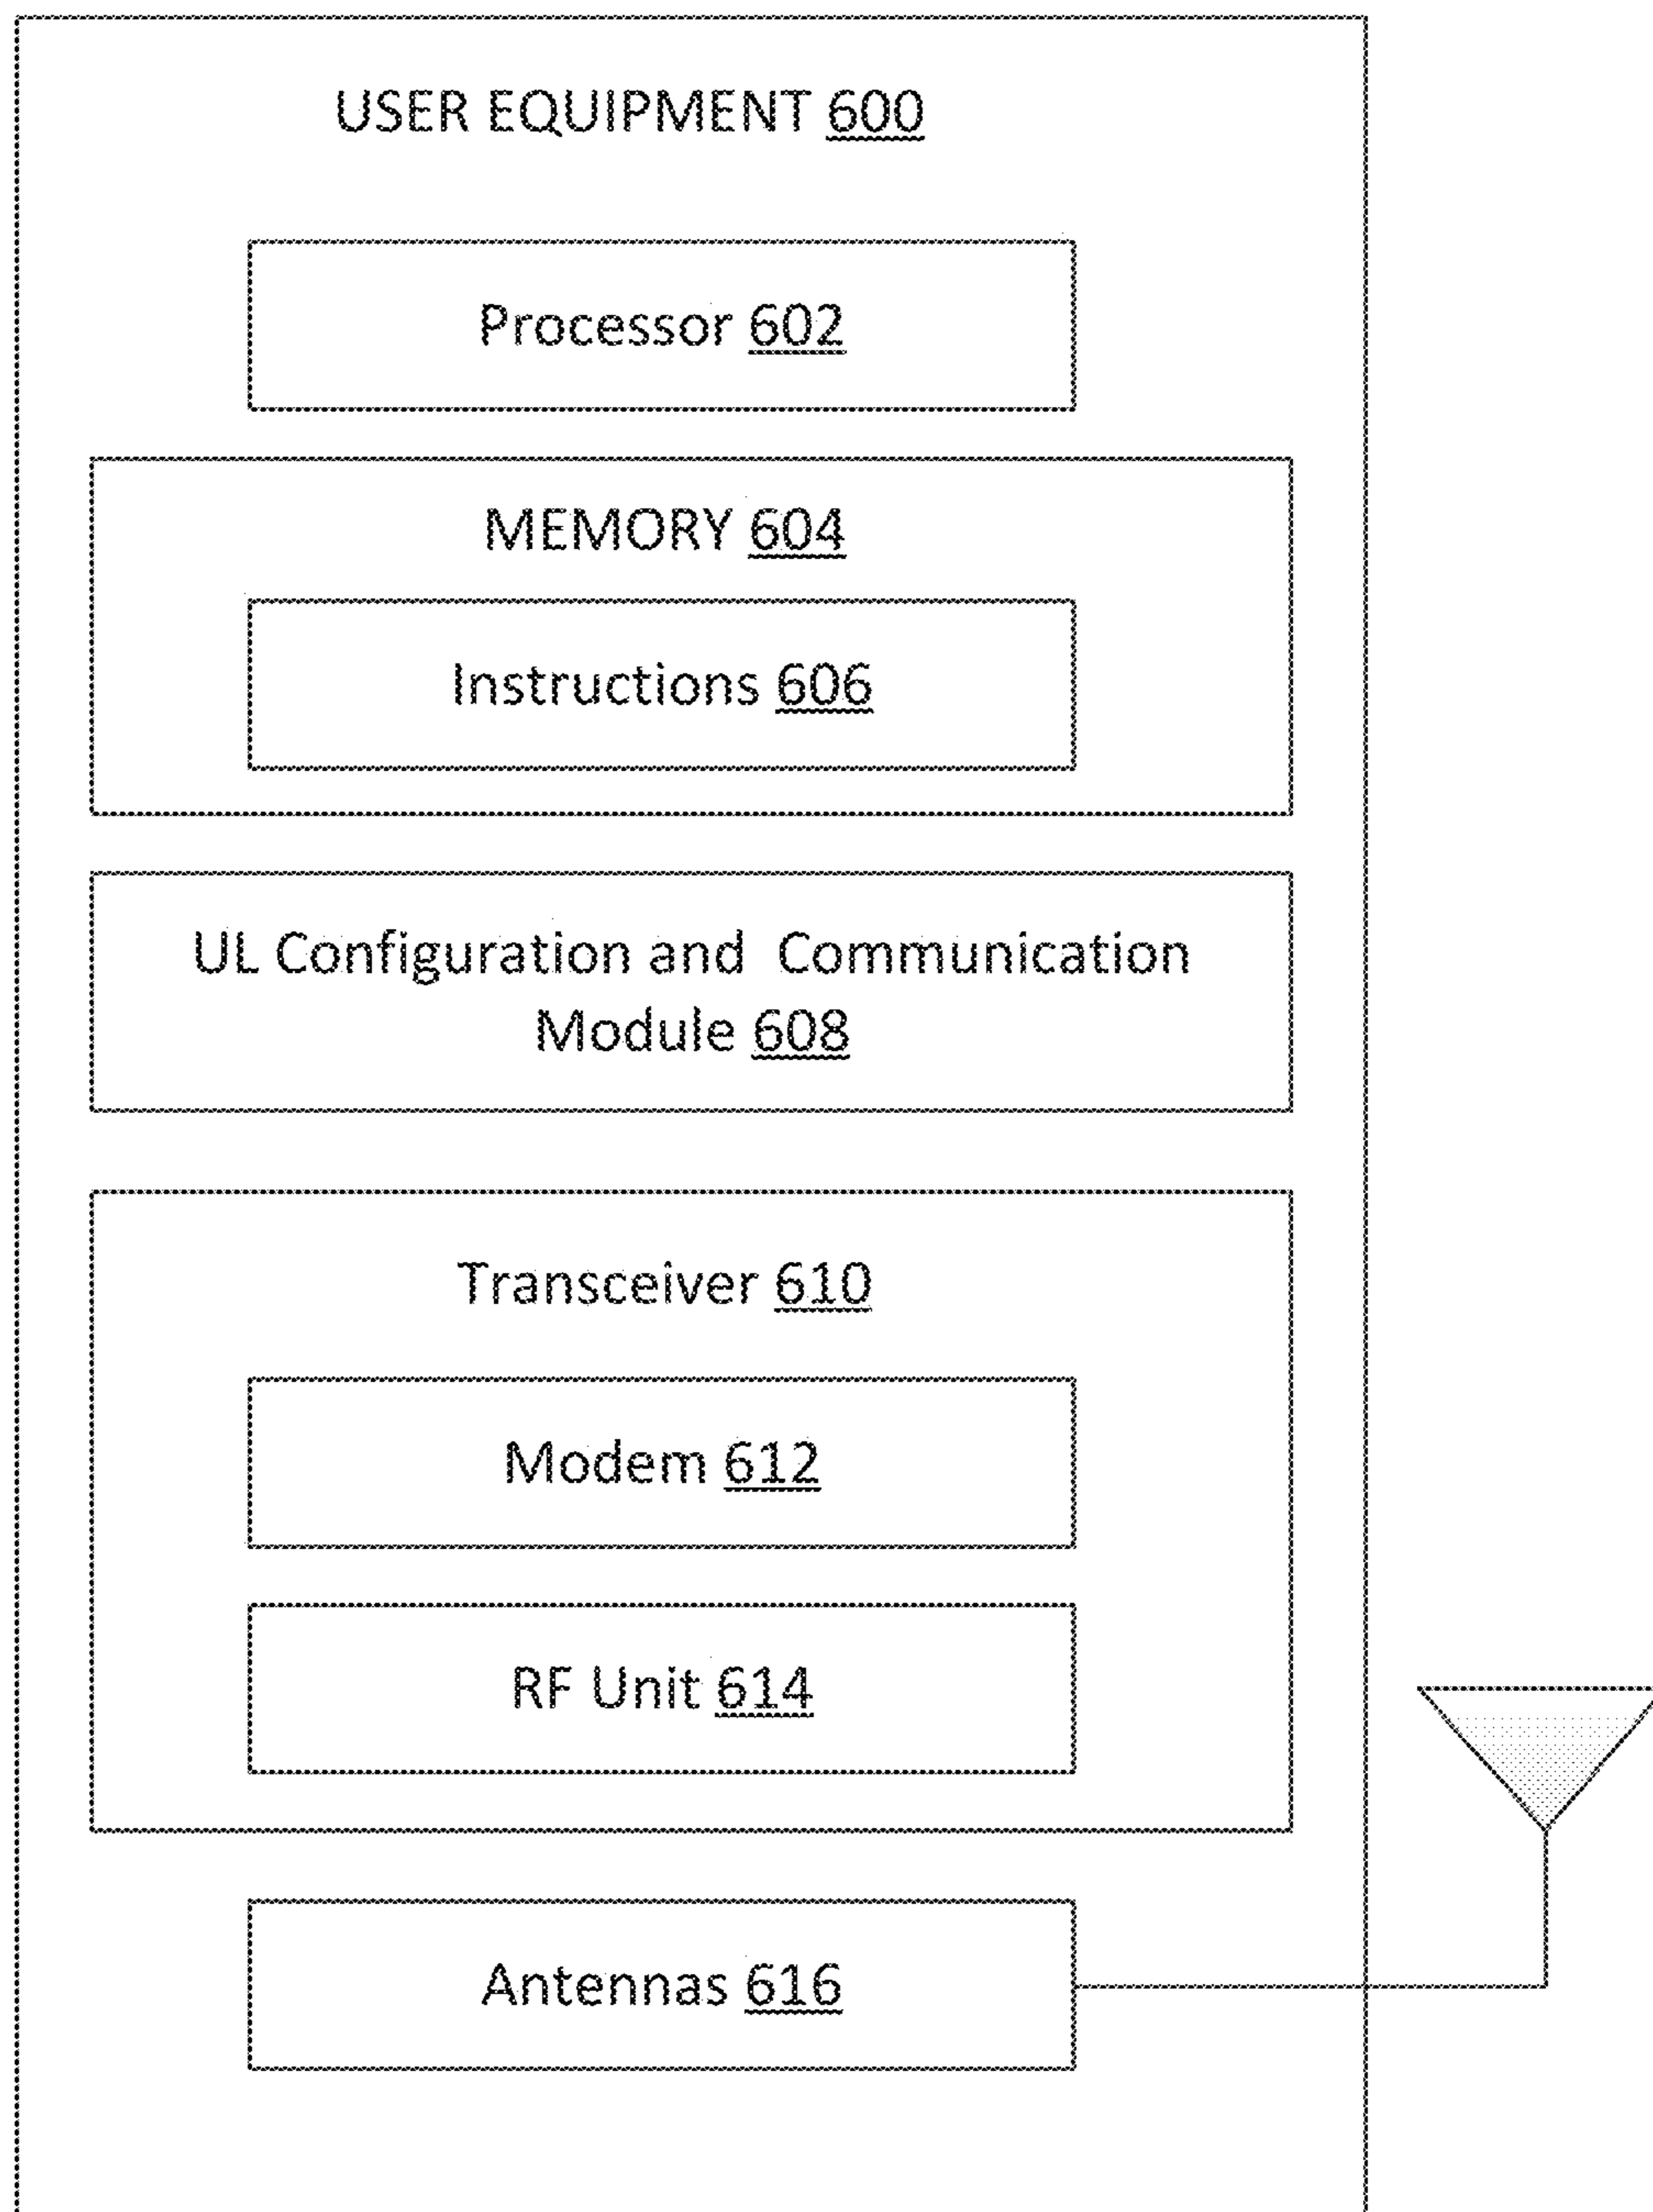 USER EQUIPMENT 600
Processor 602
MEMORY 604
Instructions 606
UL Configuration and Communication
Module 608
Transceiver 610
Modem 612
RF Unit 614
Antennas 616